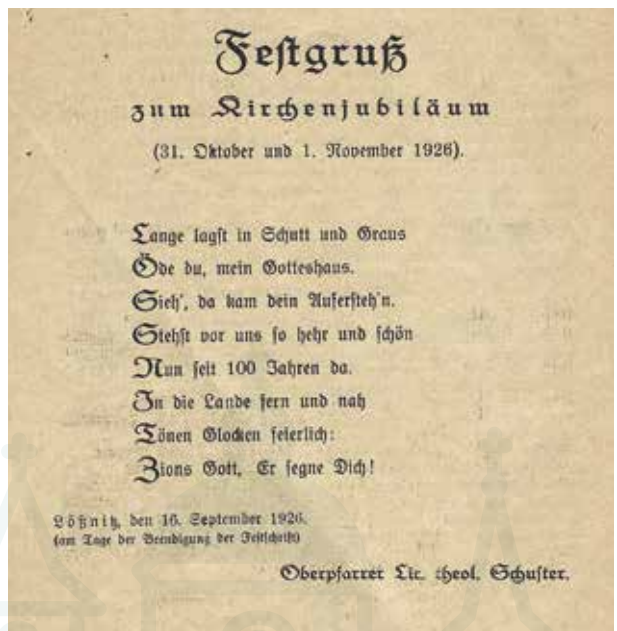 Festgruß
zum Kirchenjubiläum
(31. Oktober und 1. November 1926).
Lange lagst in Schutt und Graus
Öde du, mein Gotteshaus.
Sieh', da kam dein Aufersteh'n.
Stehst vor uns so hehr und schön
Nun seit 100 Jahren da.
In die Lande fern und nah
Tönen Glocken feierlich:
Zions Gott, Er segne Dich!
Lößnitz, den 16. September 1926.
(am Tage der Beendigung der Festschrift)
Oberpfarrer Lic. theol. Schuster.